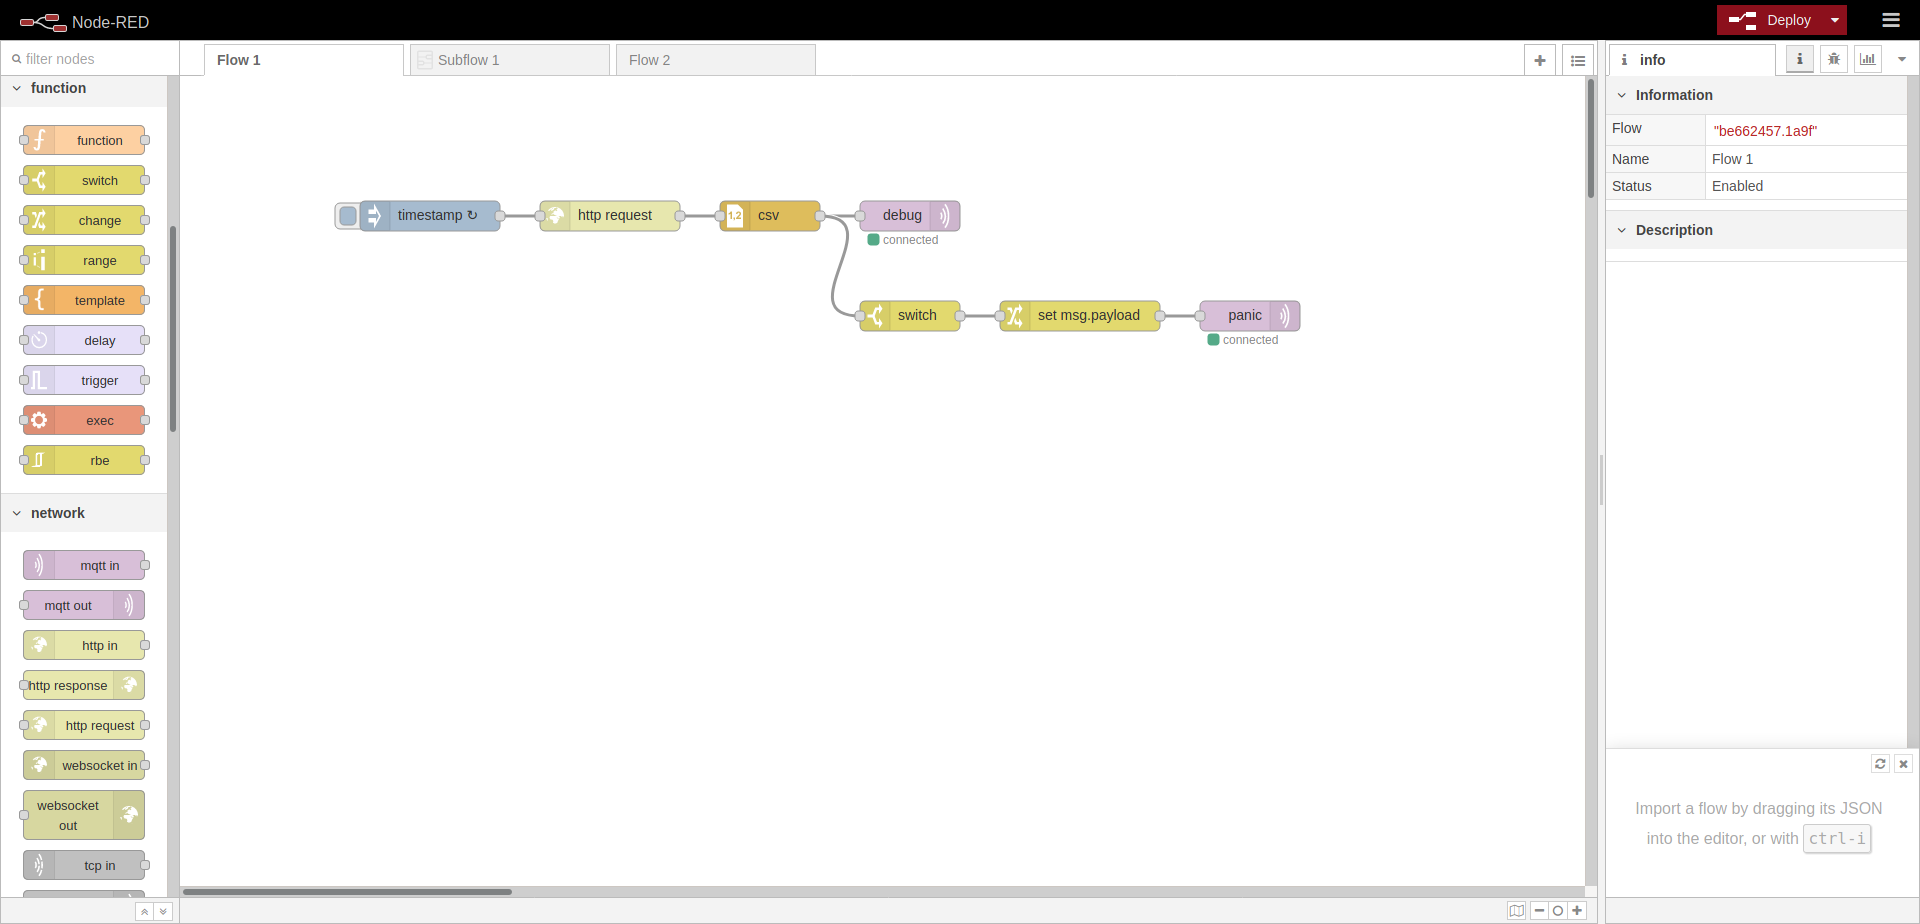 Node-RED
Deploy
filter nodes
Flow 1
Subflow 1
Flow 2
info
function
function
switch
change
range
template
delay
trigger
exec
rbe
network
mqtt in
mqtt out
http in
http response
http request
websocket in
websocket
out
tcp in
timestamp ↻
http request
1,2
csv
debug
connected
switch
set msg.payload
panic
connected
Information
Flow
"be662457.1a9f"
Name
Flow 1
Status
Enabled
Description
Import a flow by dragging its JSON
into the editor, or with ctrl-i